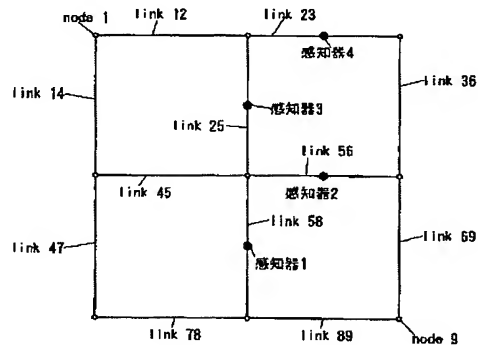 node 1
link 12
link 23
感知器4
link 14
link 36
感知器3
link 25
link 56
link 45
感知器2
link 58
link 47
link 69
感知器1
link 78
link 89
node 9